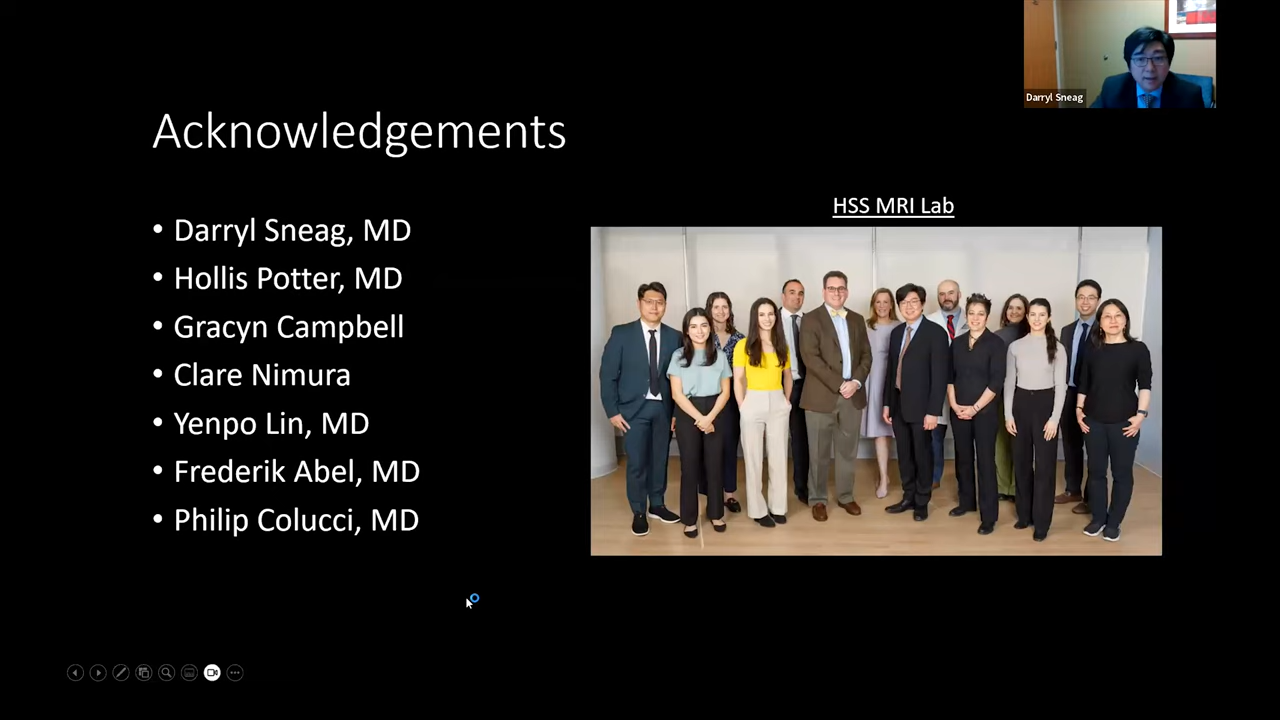 Darryl Sneag
Acknowledgements
• Darryl Sneag, MD
• Hollis Potter, MD
• Gracyn Campbell
• Clare Nimura
• Yenpo Lin, MD
• Frederik Abel, MD
• Philip Colucci, MD
HSS MRI Lab